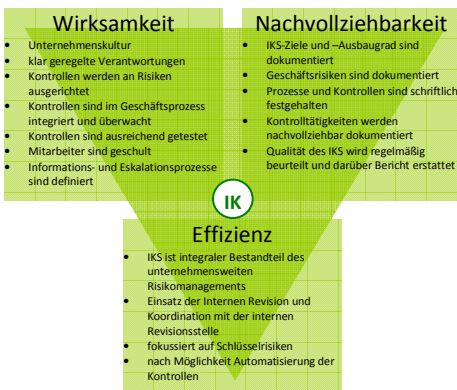 Wirksamkeit
• Unternehmenskultur
• klar geregelte Verantwortungen
• Kontrollen werden an Risiken
ausgerichtet
• Kontrollen sind im Geschäftsprozess
integriert und überwacht
• Kontrollen sind ausreichend getestet
• Mitarbeiter sind geschult
• Informations- und Eskalationsprozesse
sind definiert
Nachvollziehbarkeit
• IKS-Ziele und –Ausbaugrad sind
dokumentiert
• Geschäftsrisiken sind dokumentiert
• Prozesse und Kontrollen sind schriftlich
festgehalten
• Kontrolltätigkeiten werden
nachvollziehbar dokumentiert
• Qualität des IKS wird regelmäßig
beurteilt und darüber Bericht erstattet
IK
Effizienz
• IKS ist integraler Bestandteil des
unternehmensweiten
Risikomanagements
• Einsatz der Internen Revision und
Koordination mit der internen
Revisionsstelle
• fokussiert auf Schlüsselrisiken
• nach Möglichkeit Automatisierung der
Kontrollen